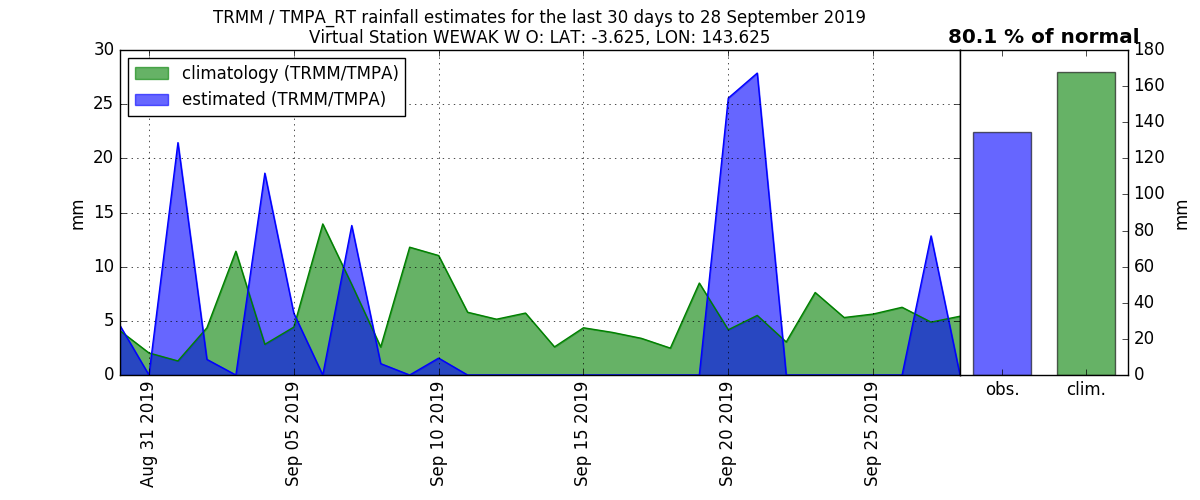 TRMM / TMPA_RT rainfall estimates for the last 30 days to 28 September 2019
Virtual Station WEWAK W O: LAT: -3.625, LON: 143.625
80.1 % of normal
climatology (TRMM/TMPA)
estimated (TRMM/TMPA)
30
25
20
15
10
5
0
mm
Aug 31 2019
Sep 05 2019
Sep 10 2019
Sep 15 2019
Sep 20 2019
Sep 25 2019
180
160
140
120
100
80
60
40
20
0
mm
obs.
clim.